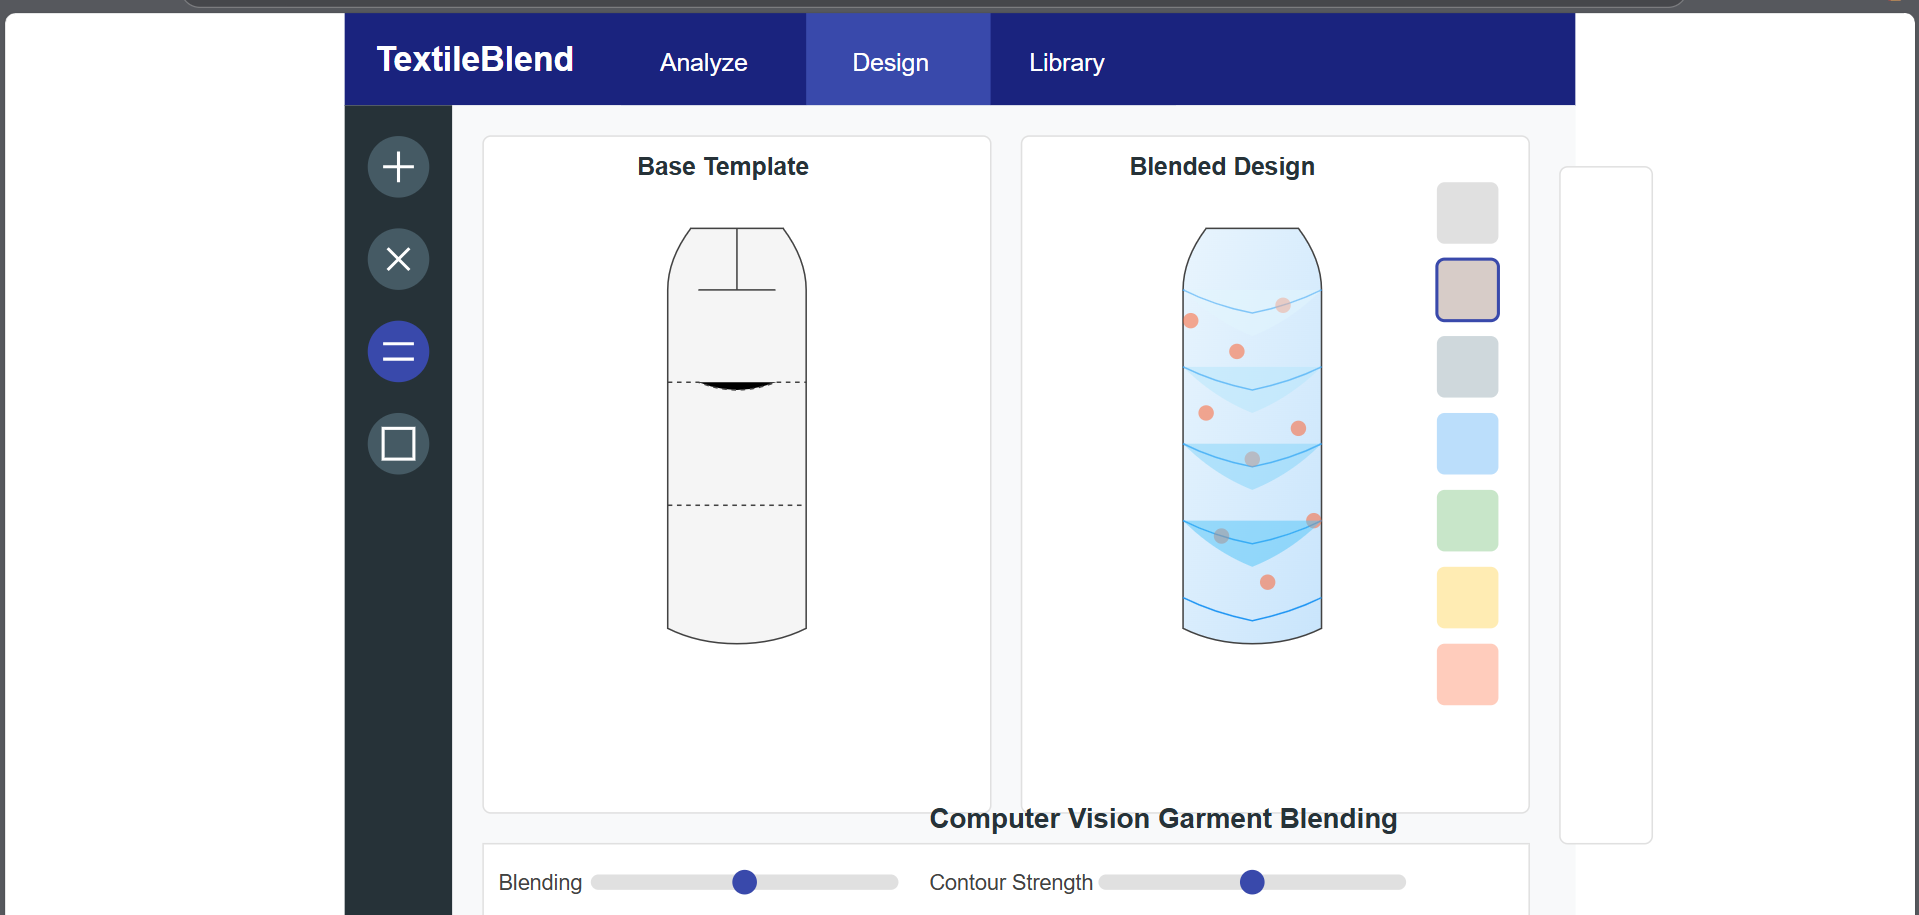 TextileBlend
Analyze
Design
Library
Base Template
Blended Design
Computer Vision Garment Blending
Blending
Contour Strength